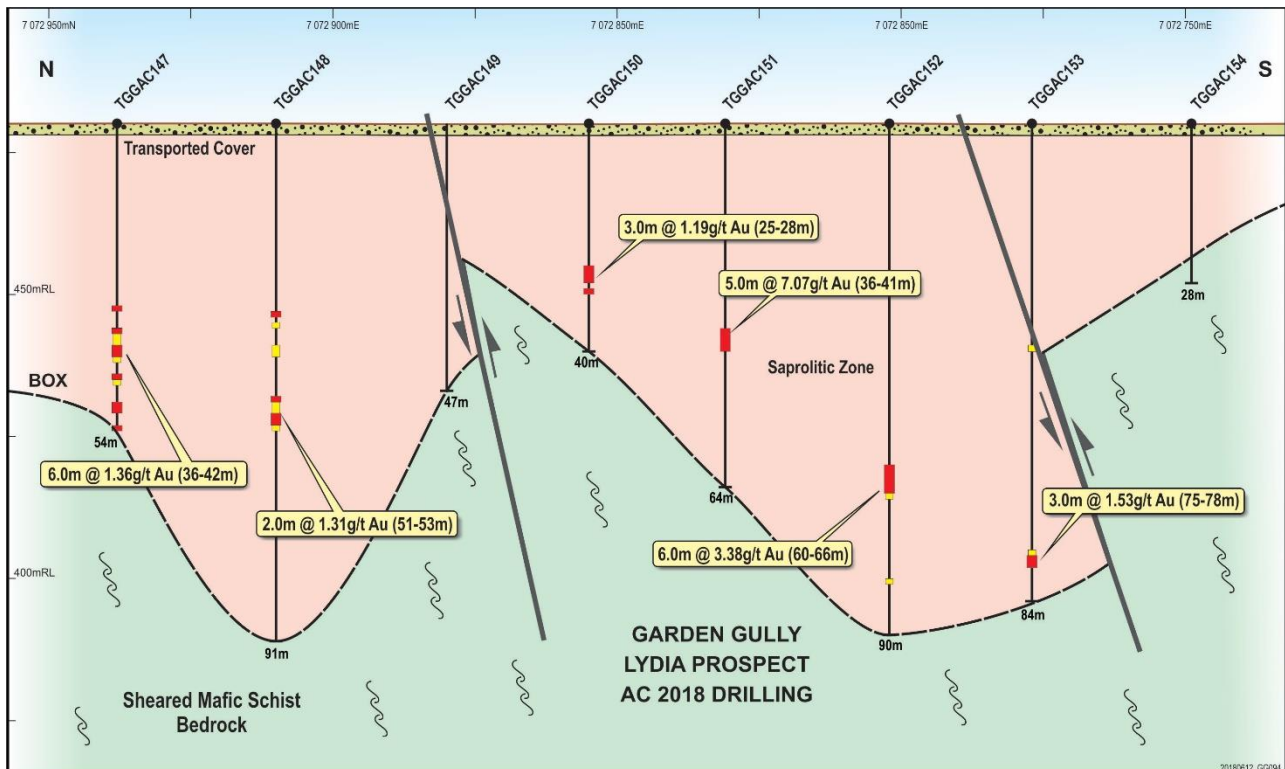 7 072 950mN
7 072 900mE
7 072 850mE
7 072 850mE
7 072 750mE
N
TGGAC147
TGGAC148
TGGAC149
TGGAC150
TGGAC151
TGGAC152
TGGAC153
TGGAC154
S
Transported Cover
3.0m @ 1.19g/t Au (25-28m)
5.0m @ 7.07g/t Au (36-41m)
450mRL
28m
40m
Saprolitic Zone
BOX
47m
54m
6.0m @ 1.36g/t Au (36-42m)
64m
3.0m @ 1.53g/t Au (75-78m)
2.0m @ 1.31g/t Au (51-53m)
6.0m @ 3.38g/t Au (60-66m)
400mRL
84m
91m
90m
GARDEN GULLY
LYDIA PROSPECT
AC 2018 DRILLING
Sheared Mafic Schist
Bedrock
20180612_GG094